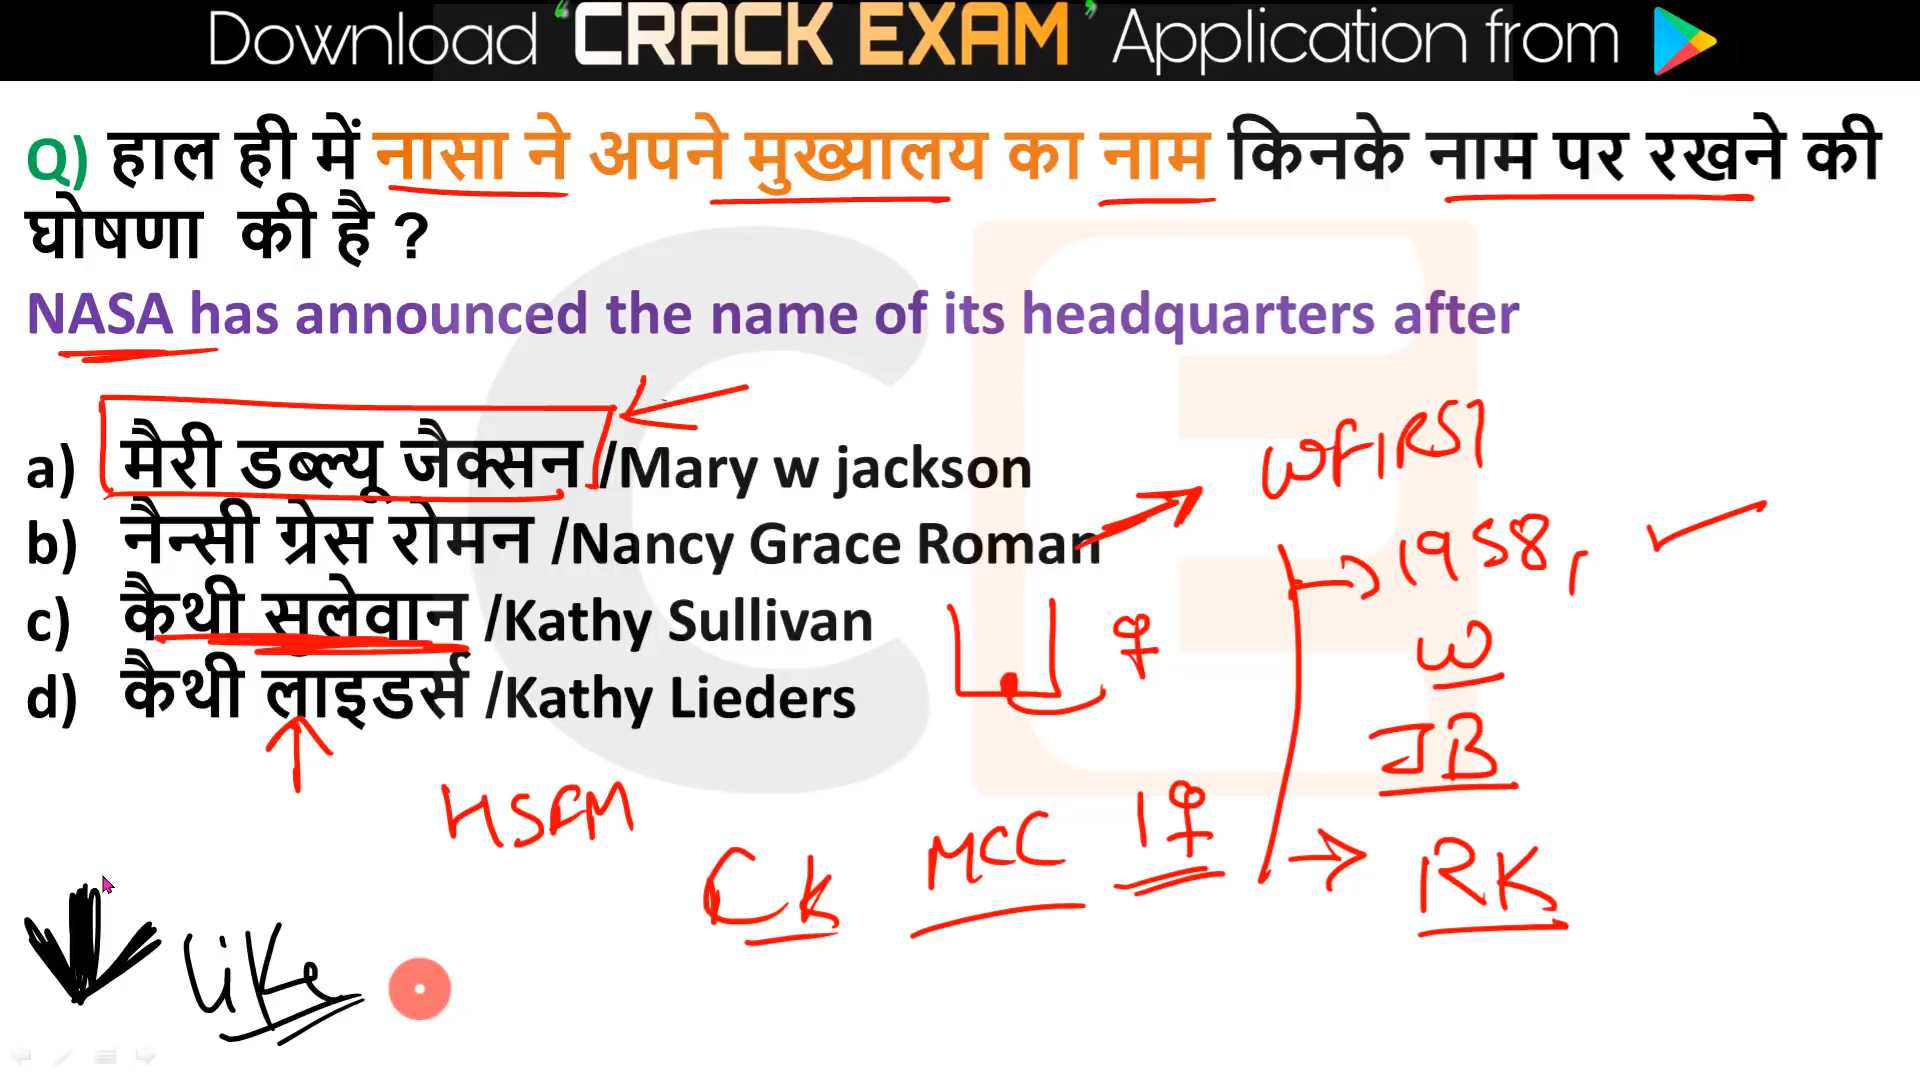 Download ‘CRACK EXAM’ Application from
Q) हाल ही में नासा ने अपने मुख्यालय का नाम किनके नाम पर रखने की
घोषणा की है ?
NASA has announced the name of its headquarters after
a) मैरी डब्ल्यू जैक्सन /Mary w jackson
b) नैन्सी ग्रेस रोमन /Nancy Grace Roman
c) कैथी सलेवान /Kathy Sullivan
d) कैथी लाइडर्स /Kathy Lieders
WFIRST
1958,
W
JB
RK
HSFM
CK
MCC
1
Like